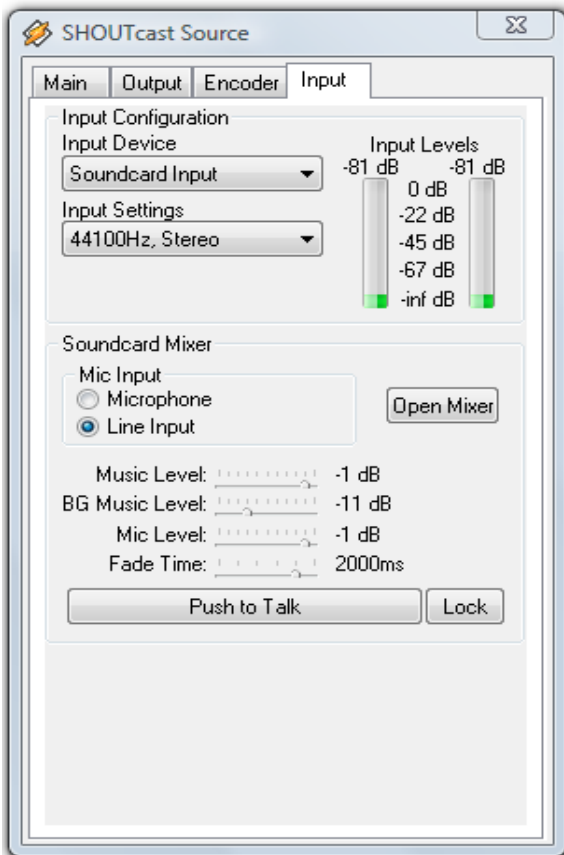 SHOUTcast Source
Main Output Encoder Input
Input Configuration
Input Device
Soundcard Input
Input Settings
44100Hz, Stereo
Input Levels
-81 dB -81 dB
0 dB
-22 dB
-45 dB
-67 dB
-inf dB
Soundcard Mixer
Mic Input
Microphone
Line Input
Open Mixer
Music Level: -1 dB
BG Music Level: -11 dB
Mic Level: -1 dB
Fade Time: 2000ms
Push to Talk Lock